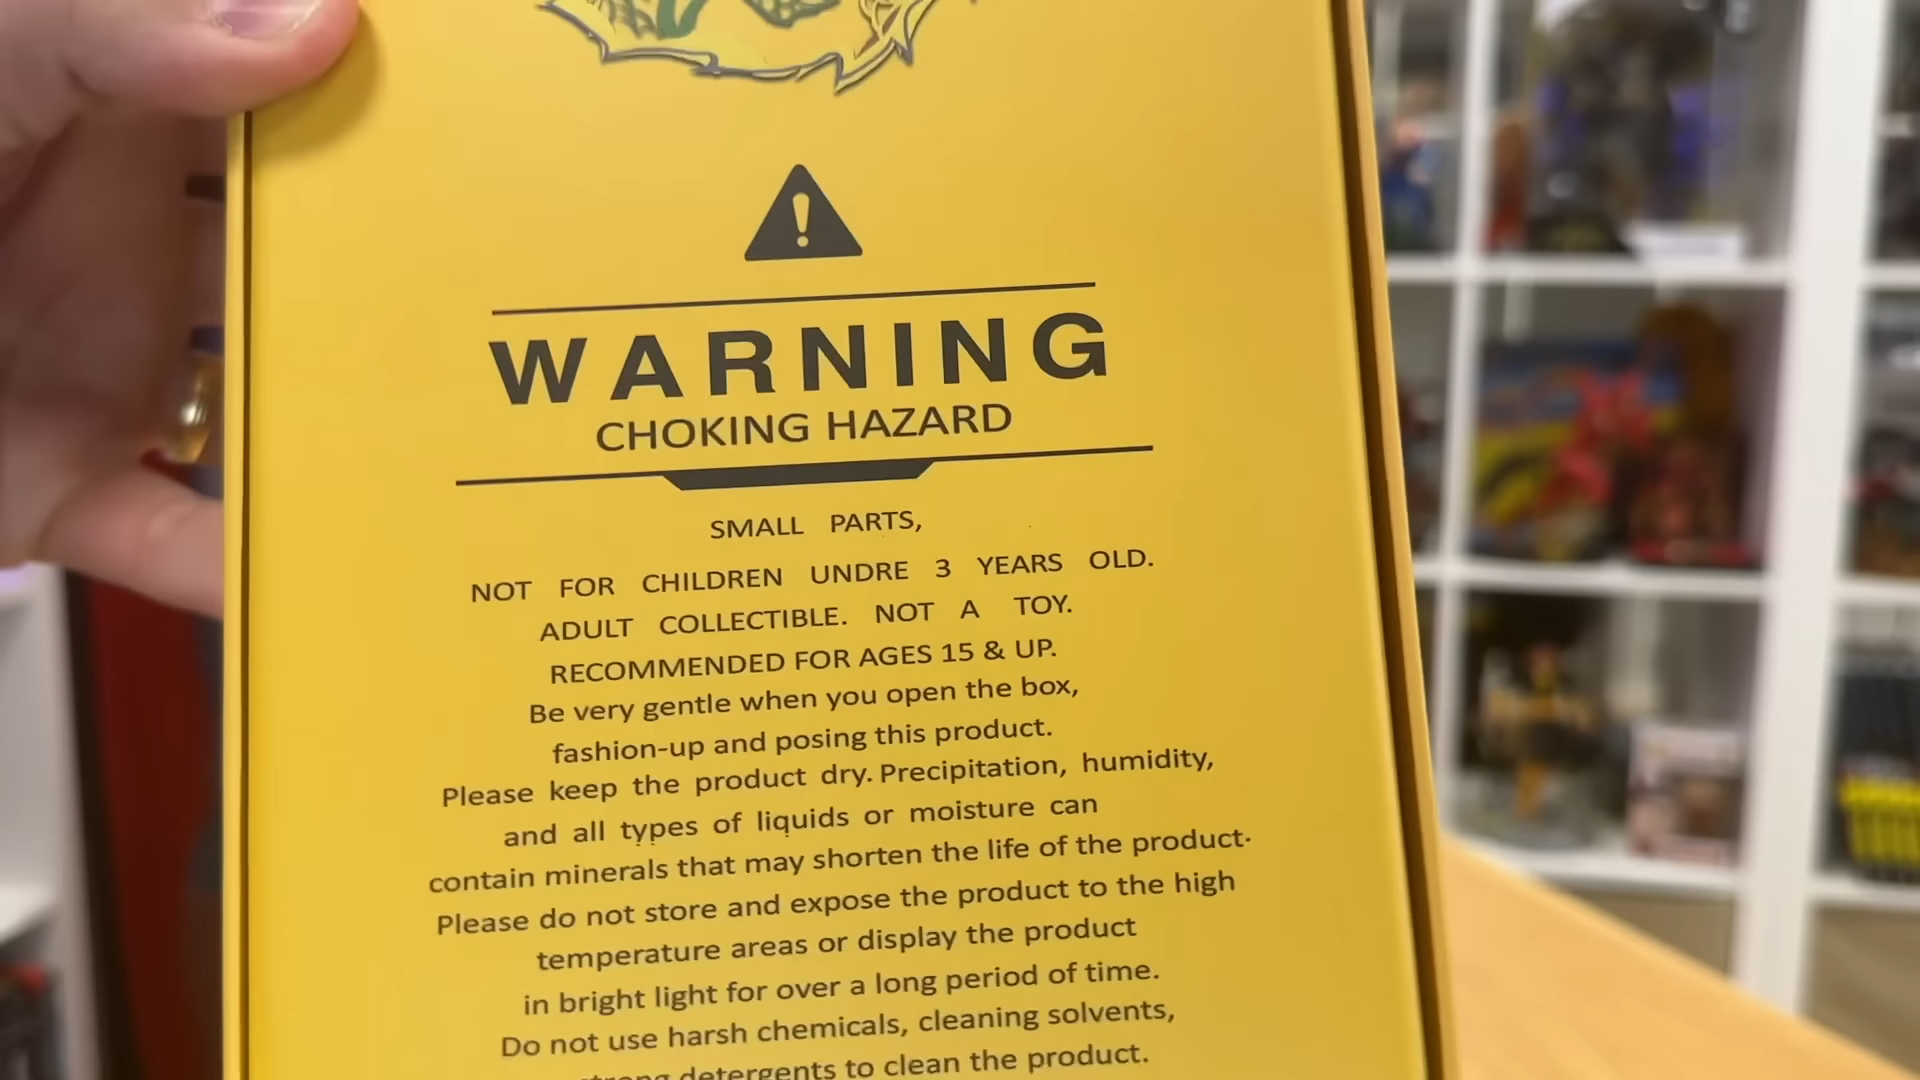 WARNING
CHOKING HAZARD
SMALL PARTS,
NOT FOR CHILDREN UNDRE 3 YEARS OLD.
ADULT COLLECTIBLE. NOT A TOY.
RECOMMENDED FOR AGES 15 & UP.
Be very gentle when you open the box,
fashion-up and posing this product.
Please keep the product dry. Precipitation, humidity,
and all types of liquids or moisture can
contain minerals that may shorten the life of the product.
Please do not store and expose the product to the high
temperature areas or display the product
in bright light for over a long period of time.
Do not use harsh chemicals, cleaning solvents,
strong detergents to clean the product.